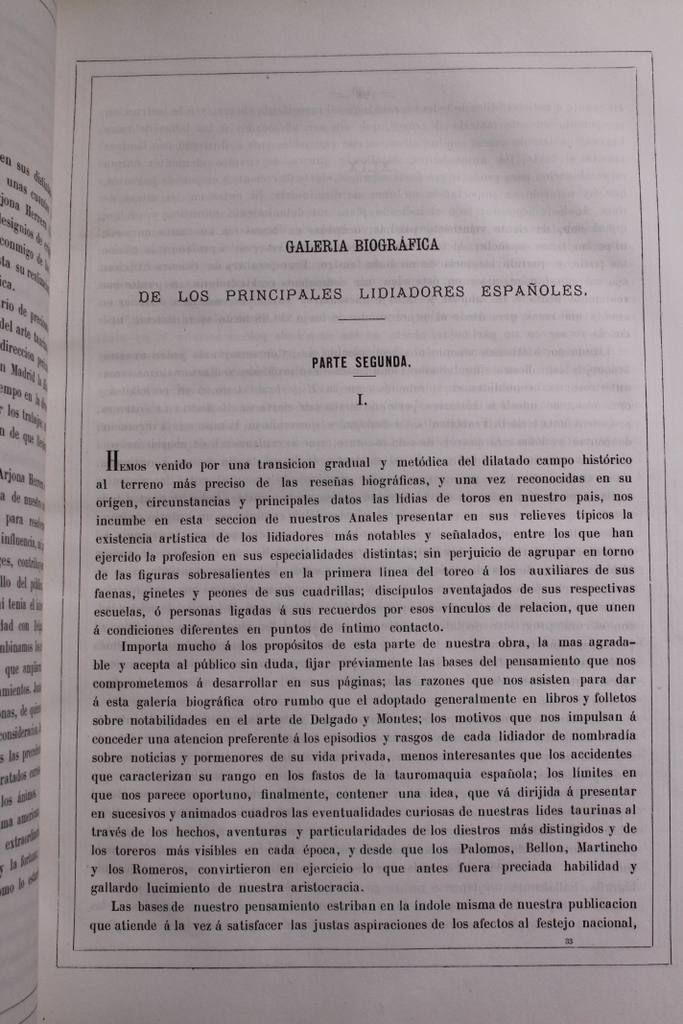 GALERIA BIOGRÁFICA
DE LOS PRINCIPALES LIDIADORES ESPAÑOLES.
PARTE SEGUNDA.
I.
HEMOS venido por una transicion gradual y metódica del dilatado campo histórico
al terreno más preciso de las reseñas biográficas, y una vez reconocidas en su
orígen, circunstancias y principales datos las lídias de toros en nuestro pais, nos
incumbe en esta seccion de nuestros Anales presentar en sus relieves típicos la
existencia artística de los lidiadores más notables y señalados, entre los que han
ejercido la profesion en sus especialidades distintas; sin perjuicio de agrupar en torno
de las figuras sobresalientes en la primera línea del toreo á los auxiliares de sus
faenas, ginetes y peones de sus cuadrillas; discípulos aventajados de sus respectivas
escuelas, ó personas ligadas á sus recuerdos por esos vínculos de relacion, que unen
á condiciones diferentes en puntos de íntimo contacto.
Importa mucho á los propósitos de esta parte de nuestra obra, la mas agrada-
ble y acepta al público sin duda, fijar préviamente las bases del pensamiento que nos
comprometemos á desarrollar en sus páginas; las razones que nos asisten para dar
á esta galería biográfica otro rumbo que el adoptado generalmente en libros y folletos
sobre notabilidades en el arte de Delgado y Montes; los motivos que nos impulsan á
conceder una atencion preferente á los episodios y rasgos de cada lidiador de nombradía
sobre noticias y pormenores de su vida privada, menos interesantes que los accidentes
que caracterizan su rango en los fastos de la tauromaquia española; los límites en
que nos parece oportuno, finalmente, contener una idea, que vá dirijida á presentar
en sucesivos y animados cuadros las eventualidades curiosas de nuestras lides taurinas al
través de los hechos, aventuras y particularidades de los diestros más distingidos y de
los toreros más visibles en cada época, y desde que los Palomos, Bellon, Martincho
y los Romeros, convirtieron en ejercicio lo que antes fuera preciada habilidad y
gallardo lucimiento de nuestra aristocracia.
Las bases de nuestro pensamiento estriban en la índole misma de nuestra publicacion
que atiende á la vez á satisfacer las justas aspiraciones de los afectos al festejo nacional,
33